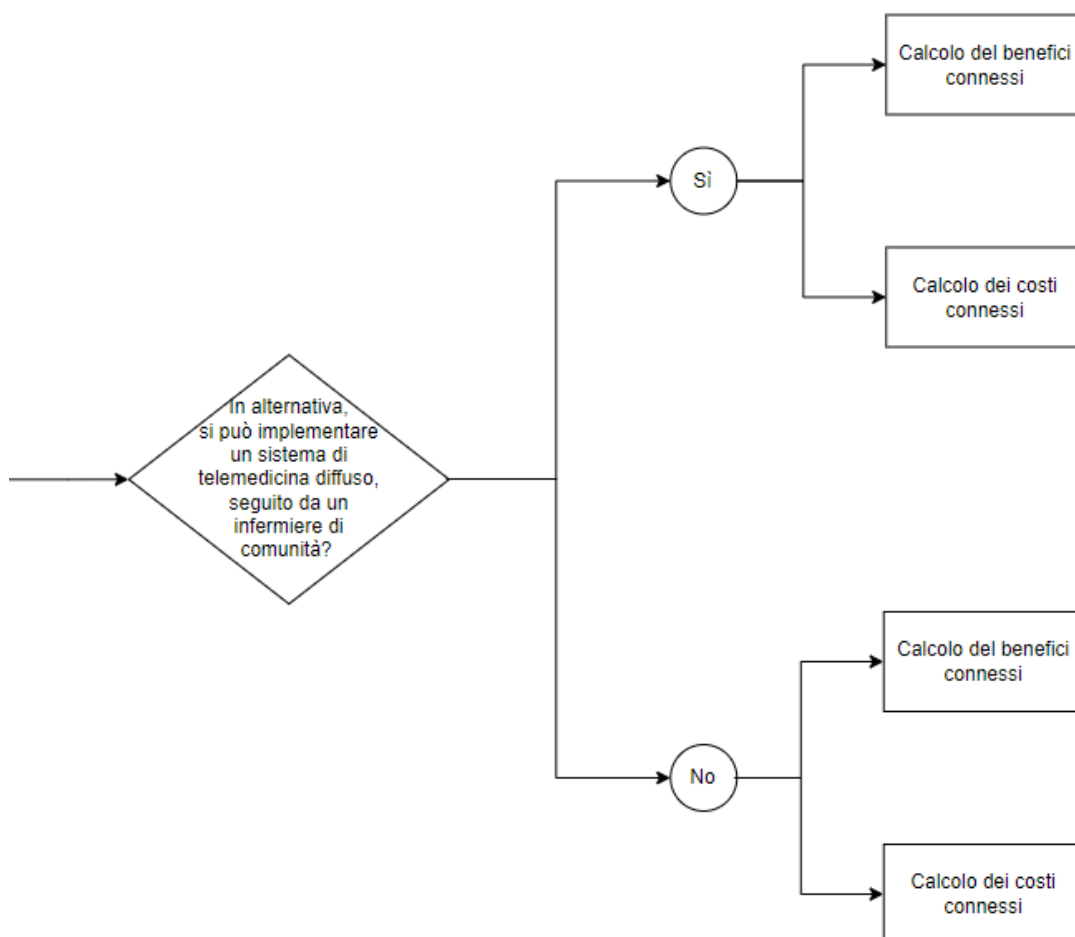 Calcolo del benefici
connessi
Sì
Calcolo dei costi
connessi
In alternativa,
si può implementare
un sistema di
telemedicina diffuso,
seguito da un
infermiere di
comunità?
Calcolo del benefici
connessi
No
Calcolo dei costi
connessi